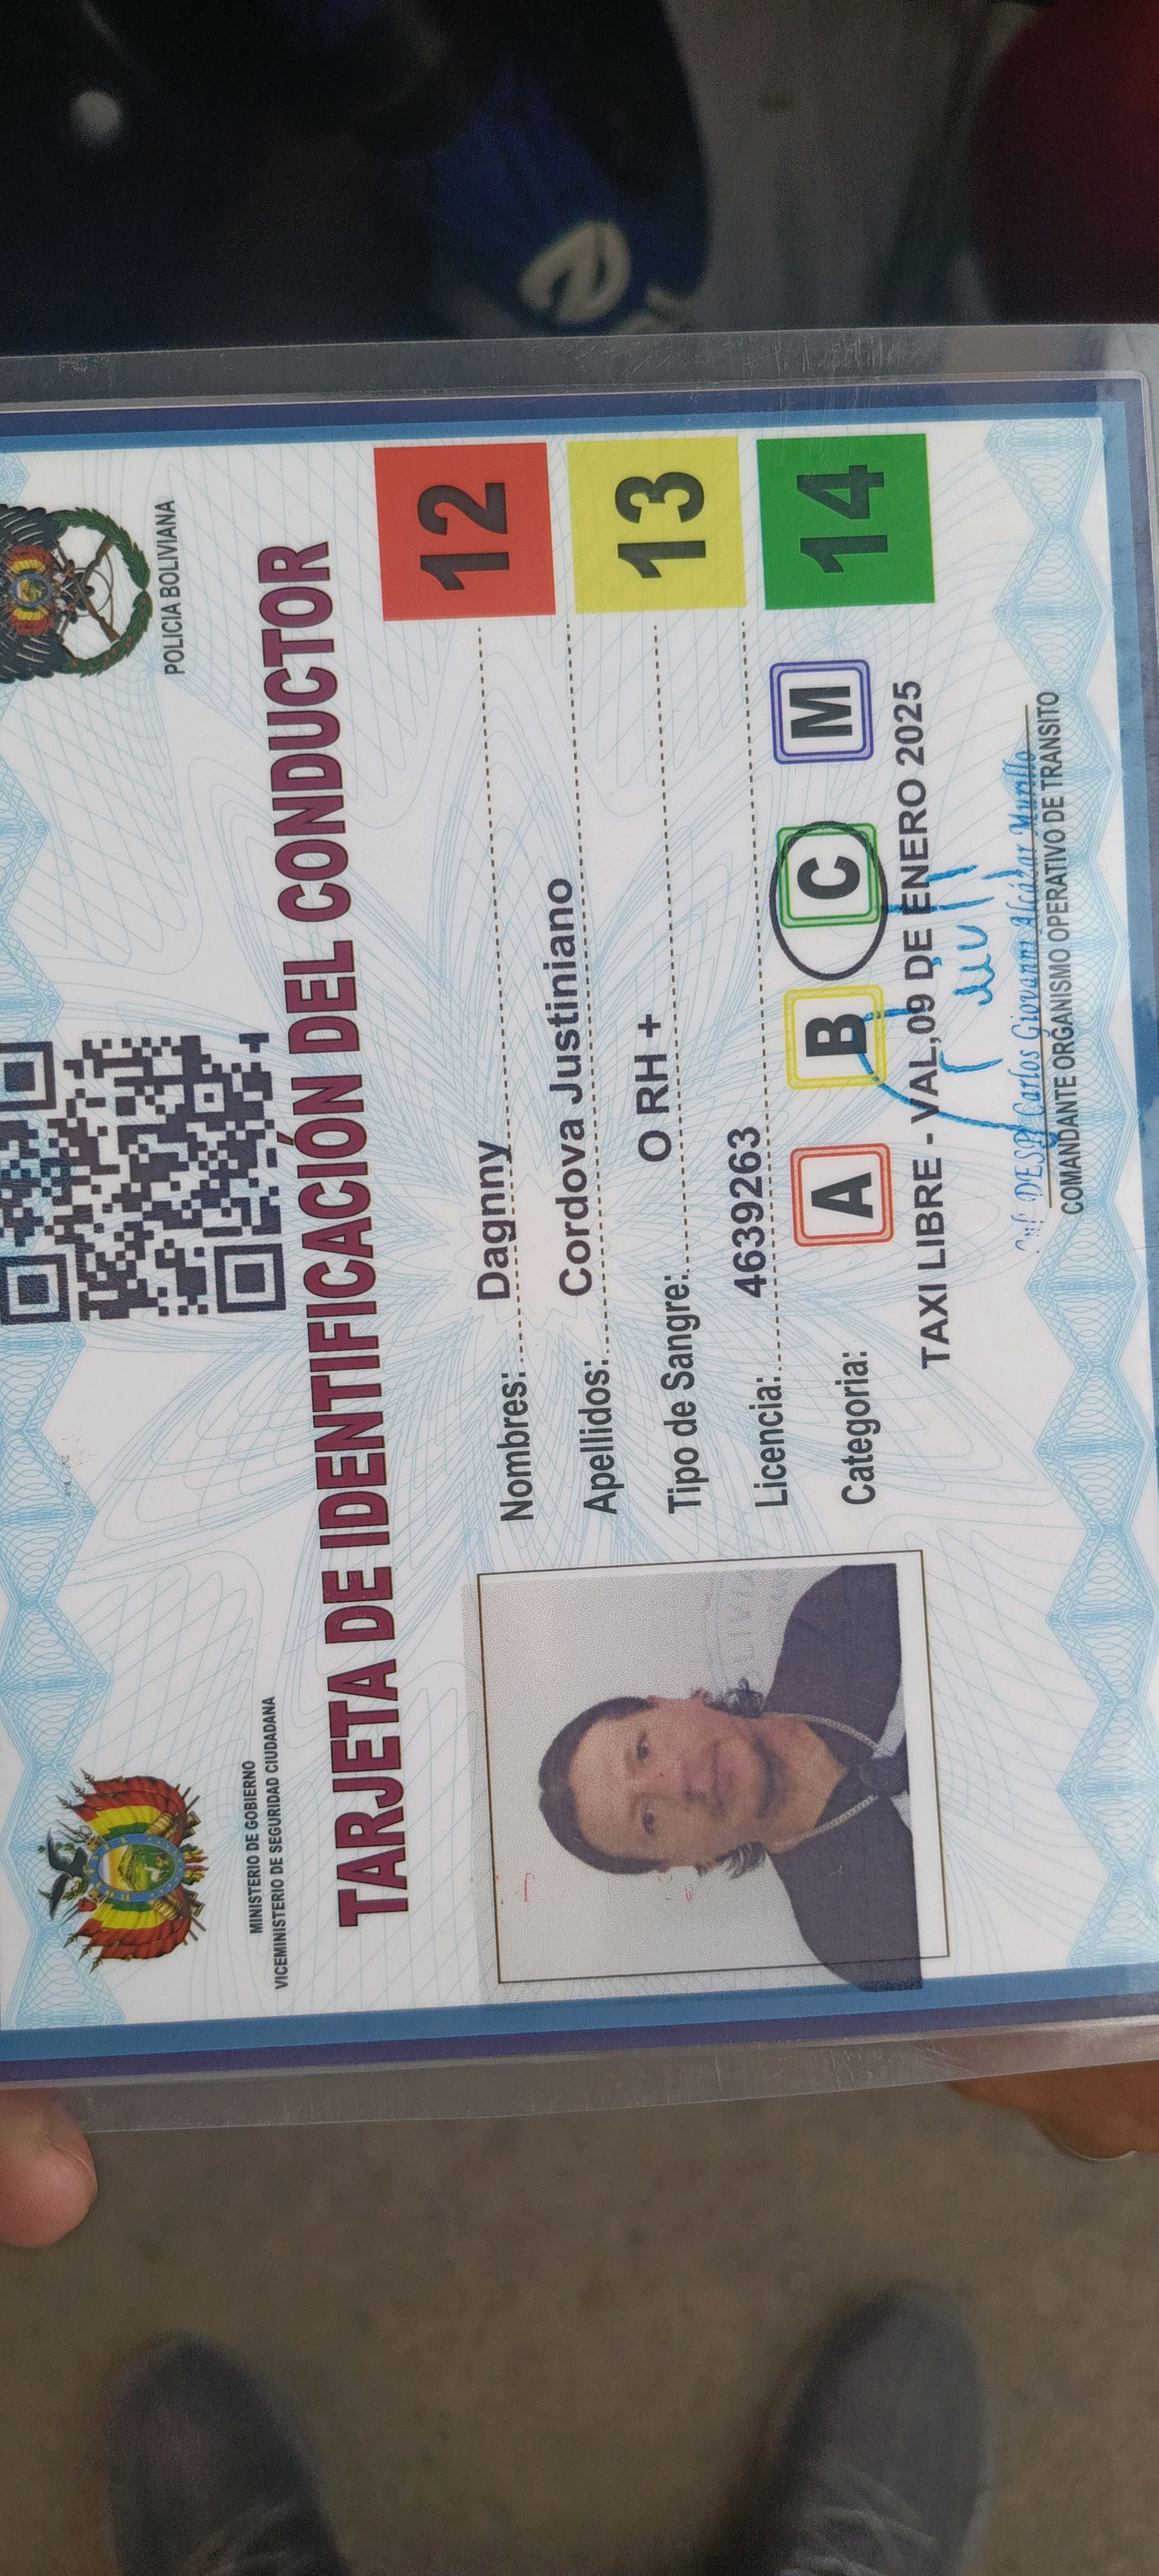 POLICIA BOLIVIANA
MINISTERIO DE GOBIERNO
VICEMINISTERIO DE SEGURIDAD CIUDADANA
TARJETA DE IDENTIFICACIÓN DEL CONDUCTOR
Nombres: Dagnny
Apellidos: Cordova Justiniano
Tipo de Sangre: O RH +
Licencia: 4639263
Categoria: A B C M
12
13
14
TAXI LIBRE - VAL,09 DE ENERO 2025
DESP. Carlos Giovanni Alcábar Murillo
COMANDANTE ORGANISMO OPERATIVO DE TRANSITO